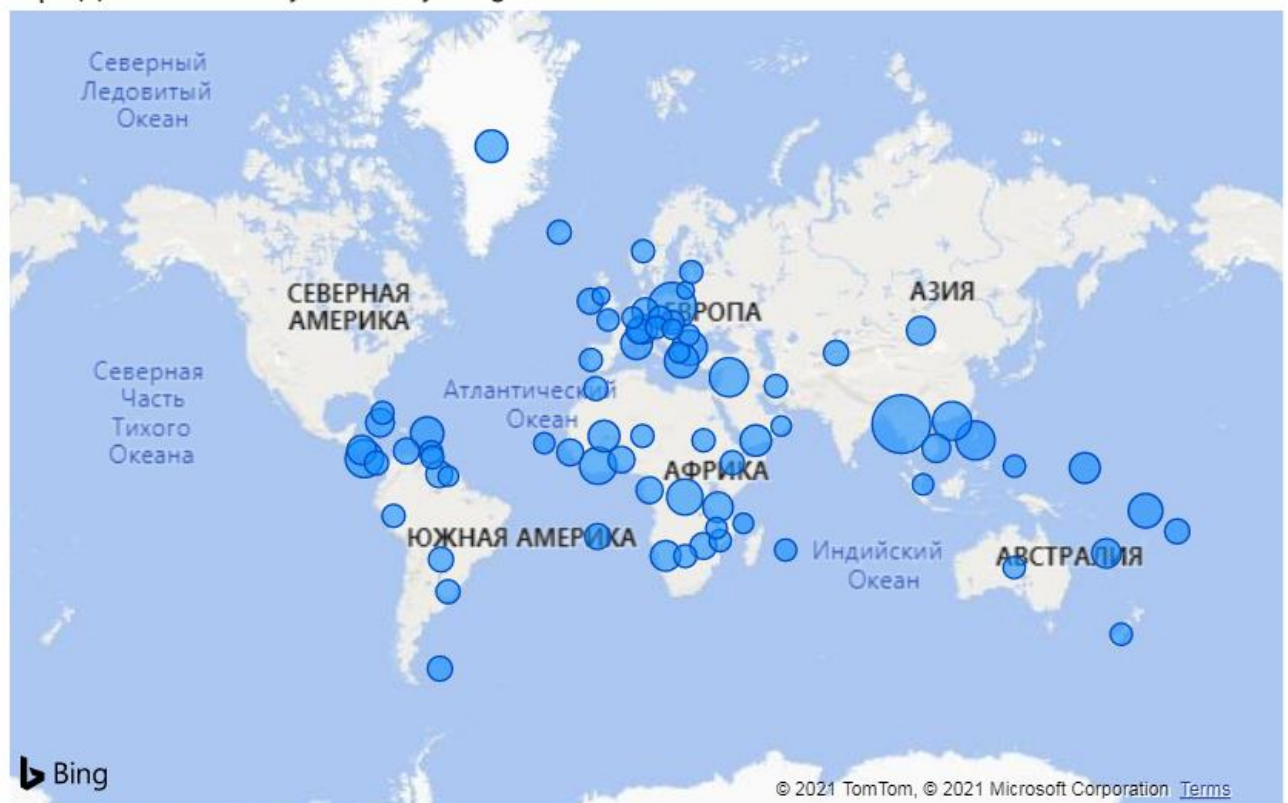 Северный
Ледовитый
Океан
СЕВЕРНАЯ
АМЕРИКА
ЕВРОПА
АЗИЯ
Северная
Часть
Тихого
Океана
Атлантический
Океан
АФРИКА
ЮЖНАЯ АМЕРИКА
Индийский
Океан
АВСТРАЛИЯ
Bing
© 2021 TomTom, © 2021 Microsoft Corporation Terms